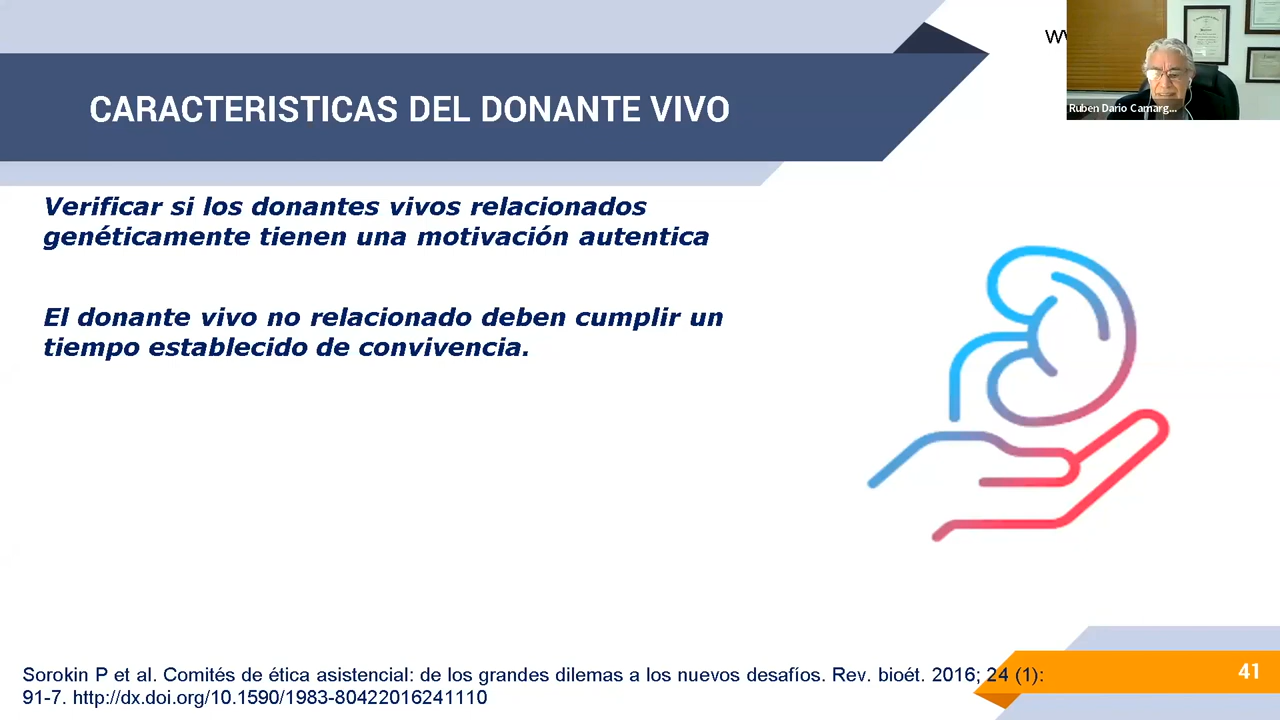 CARACTERISTICAS DEL DONANTE VIVO
Ruben Dario Camarg...
Verificar si los donantes vivos relacionados
genéticamente tienen una motivación autentica
El donante vivo no relacionado deben cumplir un
tiempo establecido de convivencia.
Sorokin P et al. Comités de ética asistencial: de los grandes dilemas a los nuevos desafíos. Rev. bioét. 2016; 24 (1):
91-7. http://dx.doi.org/10.1590/1983-80422016241110
41